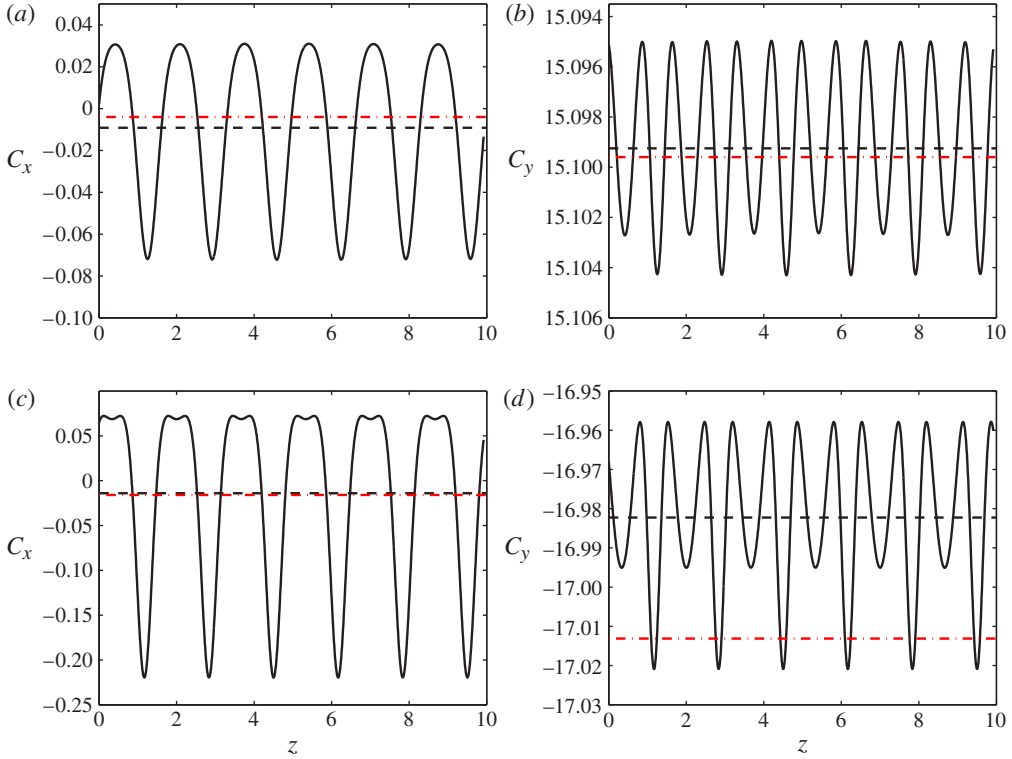 (a)
0.04
0.02
0
−0.02
−0.04
−0.06
−0.08
−0.10
C_x
0 2 4 6 8 10
(b)
15.094
15.096
15.098
15.100
15.102
15.104
15.106
C_y
0 2 4 6 8 10
(c)
0.05
0
−0.05
−0.10
−0.15
−0.20
−0.25
C_x
0 2 4 6 8 10
z
(d)
−16.95
−16.96
−16.97
−16.98
−16.99
−17.00
−17.01
−17.02
−17.03
C_y
0 2 4 6 8 10
z